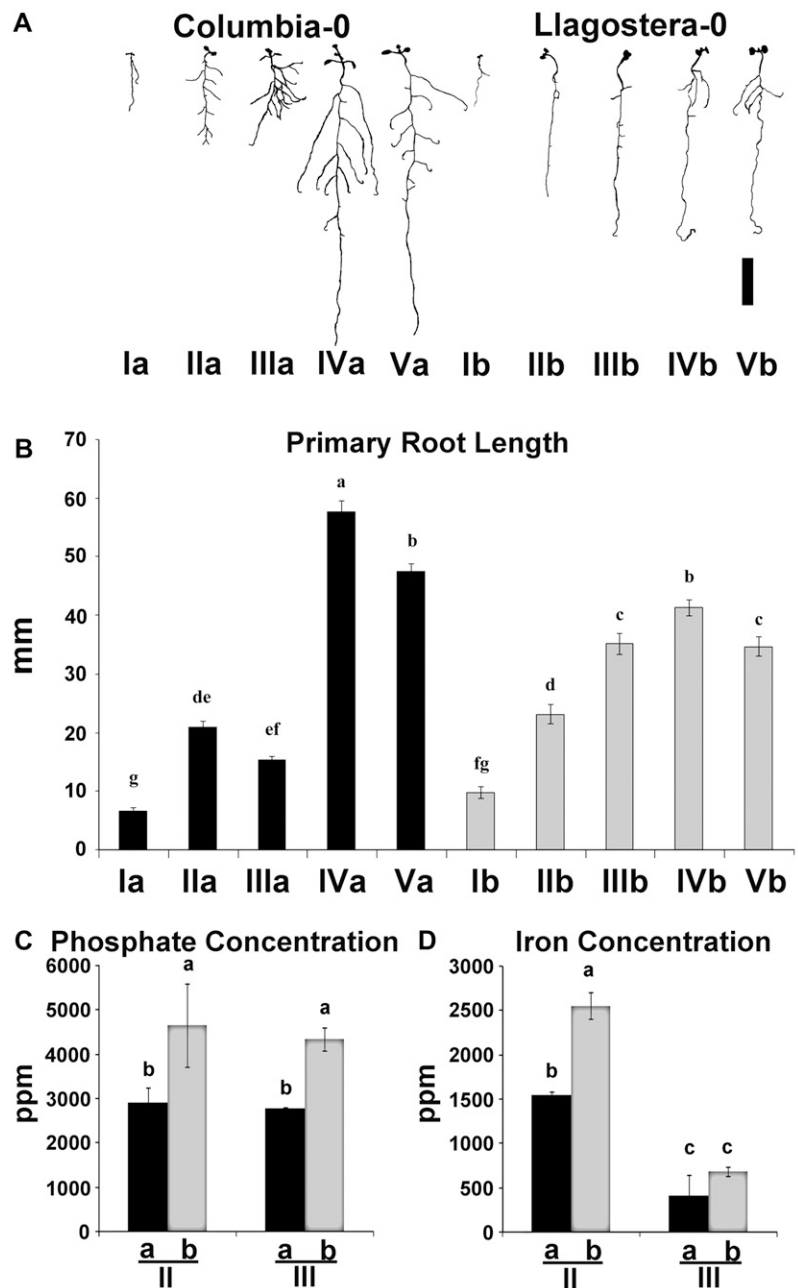 A
Columbia-0 Llagostera-0
Ia IIa IIIa IVa Va Ib IIb IIIb IVb Vb
B Primary Root Length
mm
70
60
50
40
30
20
10
0
g de ef a b fg d c b c
Ia IIa IIIa IVa Va Ib IIb IIIb IVb Vb
C Phosphate Concentration
ppm
6000
5000
4000
3000
2000
1000
0
b a b a
a b a b
II III
D Iron Concentration
ppm
3000
2500
2000
1500
1000
500
0
b a c c
a b a b
II III